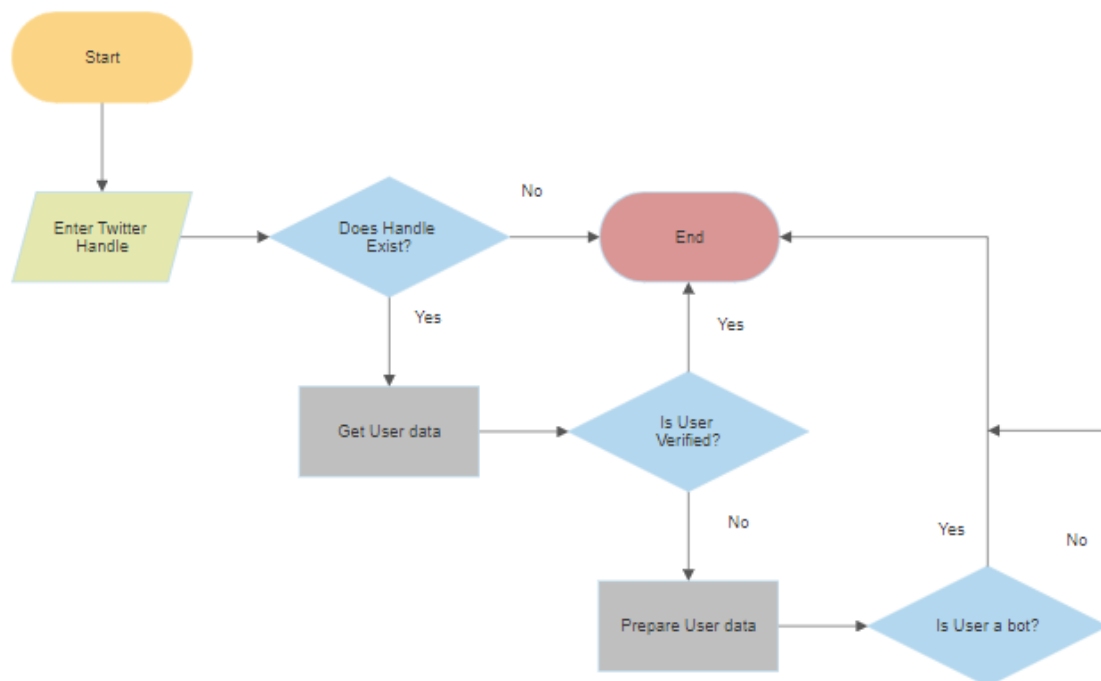 Start
Enter Twitter
Handle
Does Handle
Exist?
No
End
Yes
Yes
Get User data
Is User
Verified?
No
Yes
No
Prepare User data
Is User a bot?